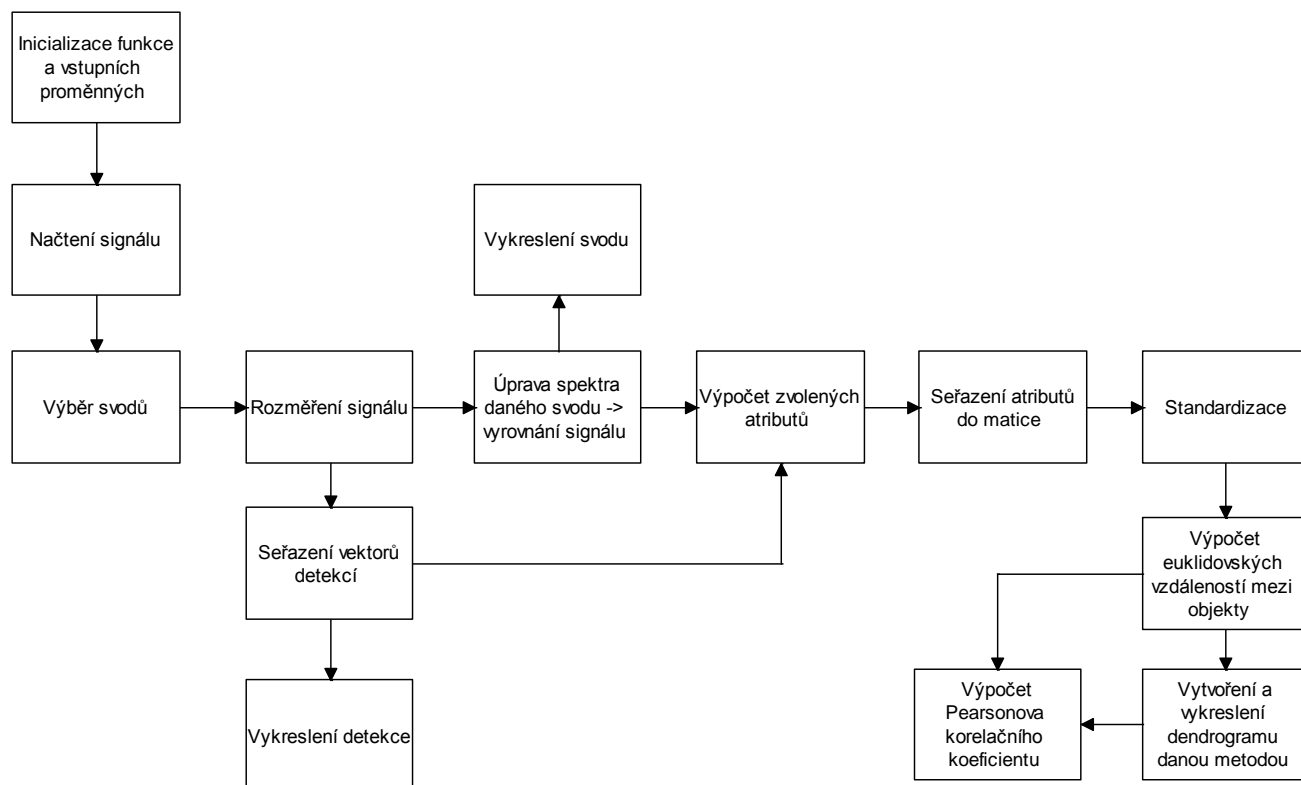 Inicializace funkce
a vstupních
proměnných
Načtení signálu
Vykreslení svodu
Výběr svodů
Rozměření signálu
Úprava spektra
daného svodu ->
vyrovnání signálu
Výpočet zvolených
atributů
Seřazení atributů
do matice
Standardizace
Seřazení vektorů
detekcí
Výpočet
euklidovských
vzdáleností mezi
objekty
Vykreslení detekce
Výpočet
Pearsonova
korelačního
koeficientu
Vytvoření a
vykreslení
dendrogramu
danou metodou